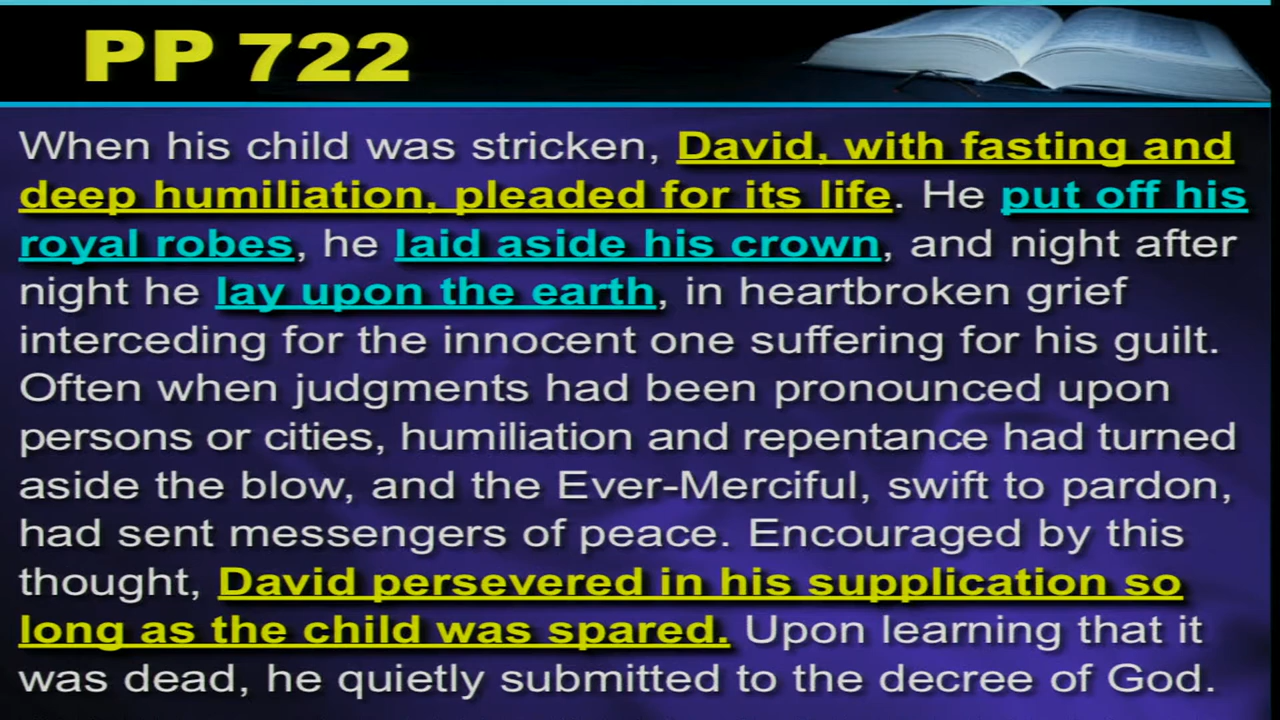 PP 722
When his child was stricken, David, with fasting and
deep humiliation, pleaded for its life. He put off his
royal robes, he laid aside his crown, and night after
night he lay upon the earth, in heartbroken grief
interceding for the innocent one suffering for his guilt.
Often when judgments had been pronounced upon
persons or cities, humiliation and repentance had turned
aside the blow, and the Ever-Merciful, swift to pardon,
had sent messengers of peace. Encouraged by this
thought, David persevered in his supplication so
long as the child was spared. Upon learning that it
was dead, he quietly submitted to the decree of God.